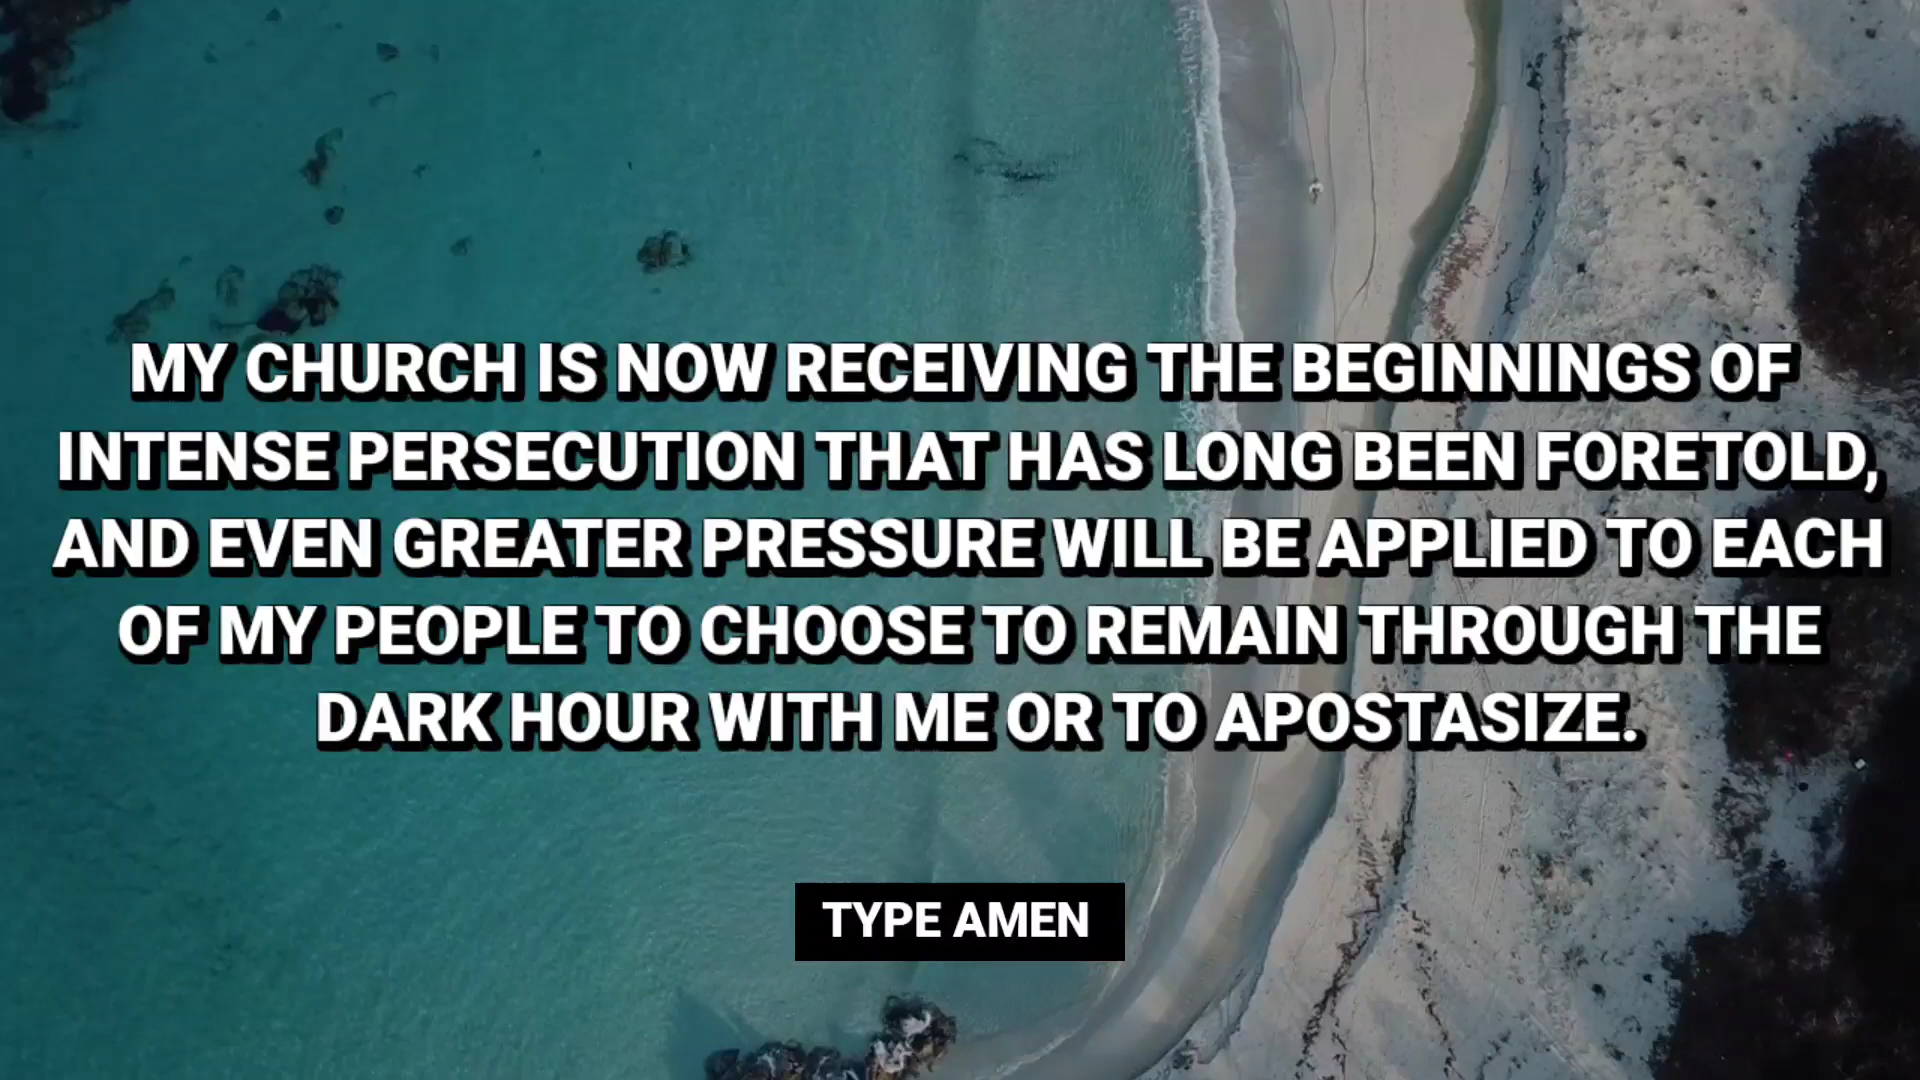 MY CHURCH IS NOW RECEIVING THE BEGINNINGS OF
INTENSE PERSECUTION THAT HAS LONG BEEN FORETOLD,
AND EVEN GREATER PRESSURE WILL BE APPLIED TO EACH
OF MY PEOPLE TO CHOOSE TO REMAIN THROUGH THE
DARK HOUR WITH ME OR TO APOSTASIZE.
TYPE AMEN